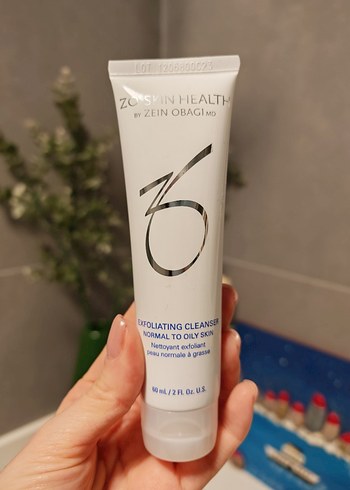 ZO® SKIN HEALTH
BY ZEIN OBAGI MD
ZO
EXFOLIATING CLEANSER
NORMAL TO OILY SKIN
Nettoyant exfoliant
peau normale à grasse
60 mL / 2 FL. OZ. U.S.